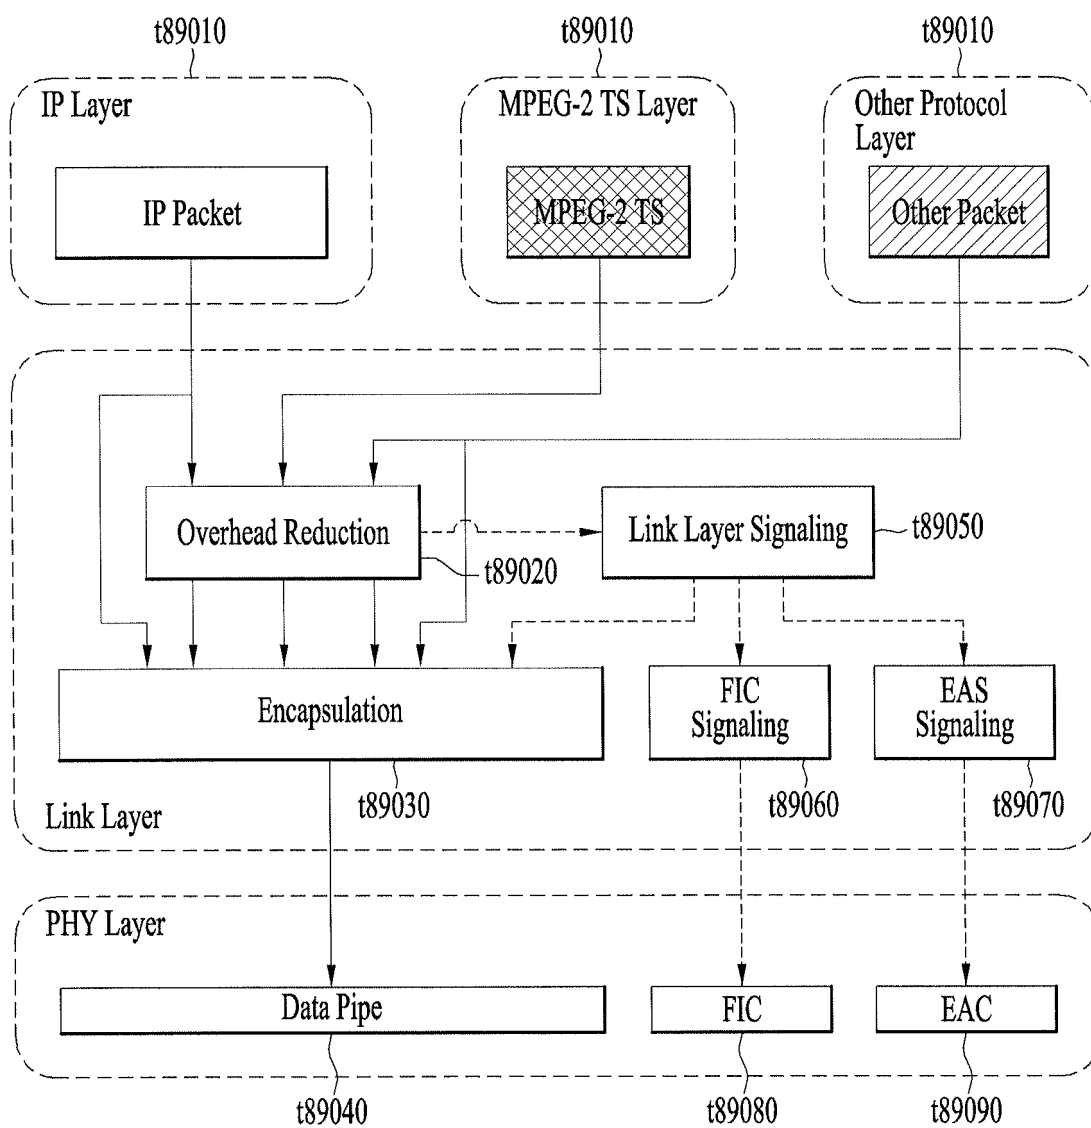 t89010
t89010
t89010
IP Layer
MPEG-2 TS Layer
Other Protocol
Layer
IP Packet
MPEG-2 TS
Other Packet
Overhead Reduction
t89020
Link Layer Signaling
t89050
Encapsulation
t89030
FIC
Signaling
t89060
EAS
Signaling
t89070
Link Layer
PHY Layer
Data Pipe
FIC
EAC
t89040
t89080
t89090